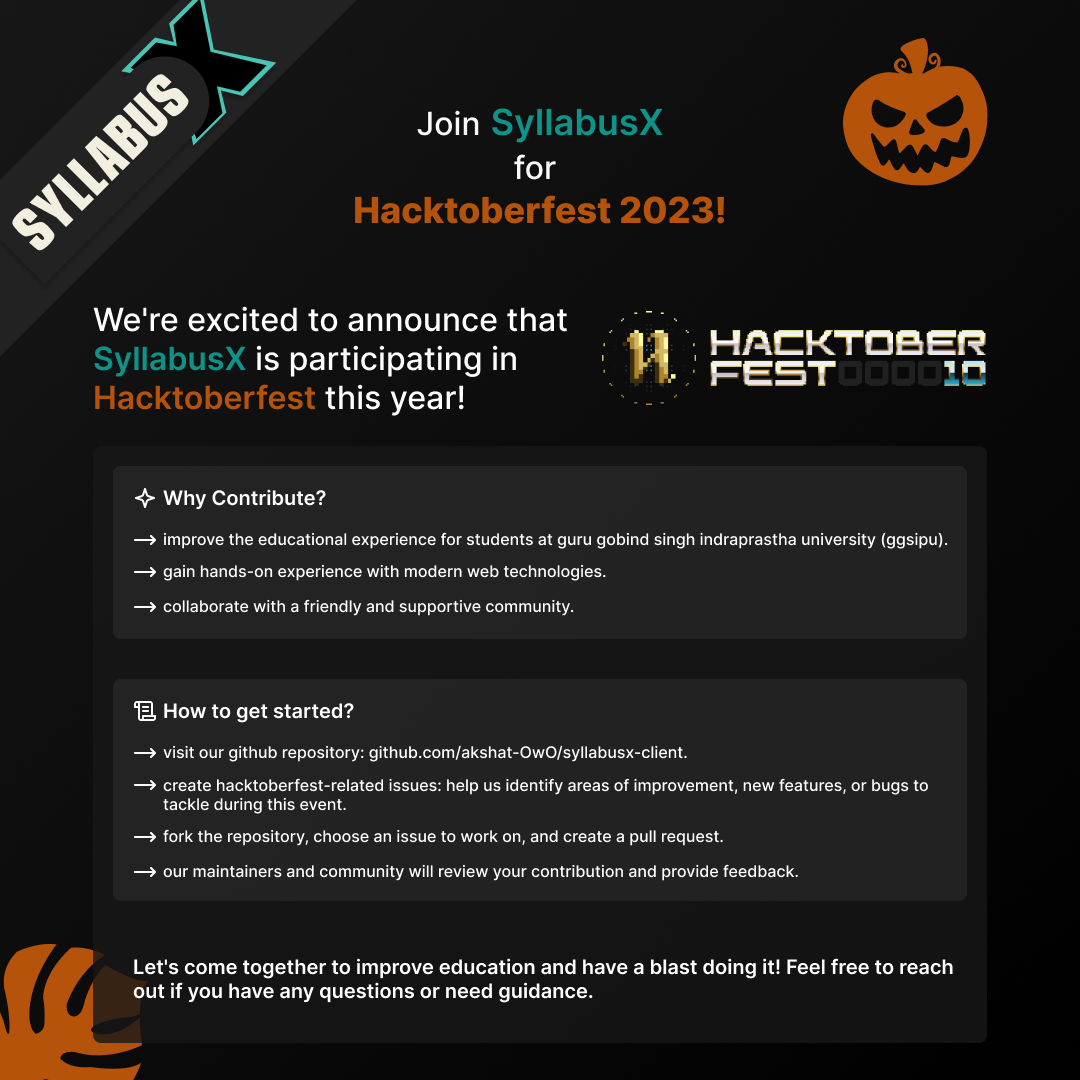 SYLLABUS X
Join SyllabusX
for
Hacktoberfest 2023!
We're excited to announce that
SyllabusX is participating in
Hacktoberfest this year!
HACKTOBER
FEST000010
Why Contribute?
improve the educational experience for students at guru gobind singh indraprastha university (ggsipu).
gain hands-on experience with modern web technologies.
collaborate with a friendly and supportive community.
How to get started?
visit our github repository: github.com/akshat-OwO/syllabusx-client.
create hacktoberfest-related issues: help us identify areas of improvement, new features, or bugs to
tackle during this event.
fork the repository, choose an issue to work on, and create a pull request.
our maintainers and community will review your contribution and provide feedback.
Let's come together to improve education and have a blast doing it! Feel free to reach
out if you have any questions or need guidance.